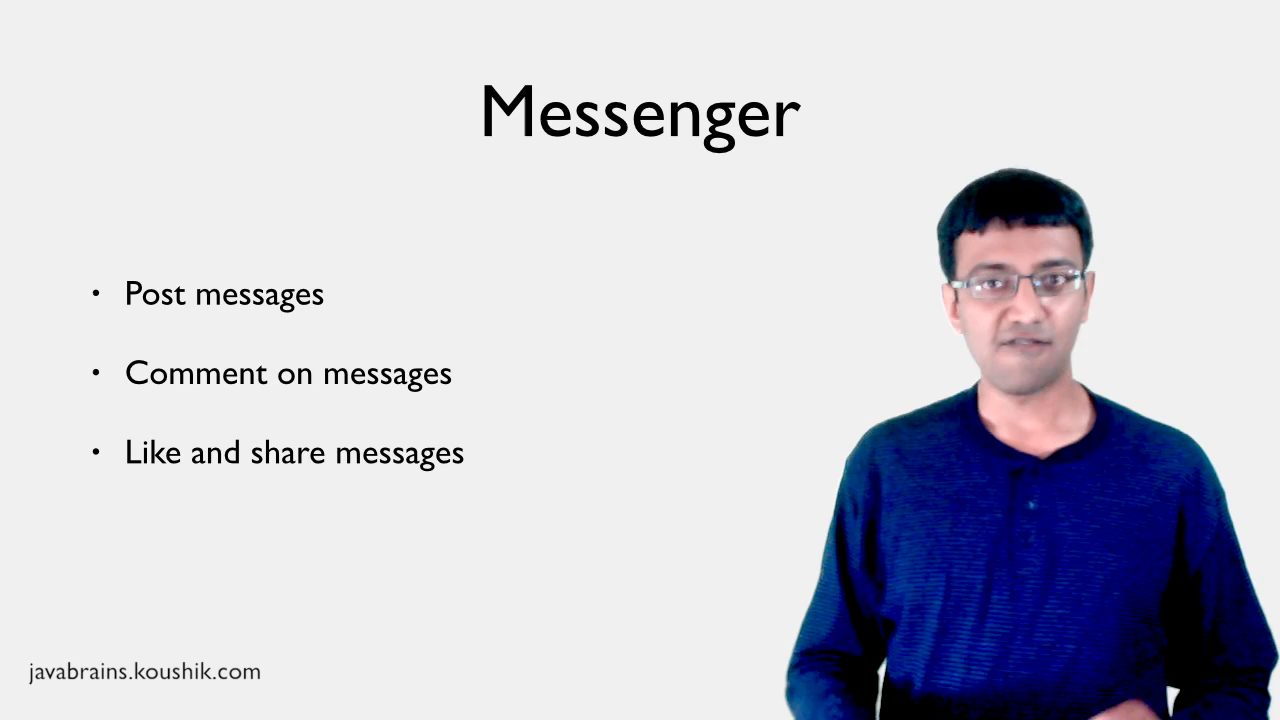 Messenger
• Post messages
• Comment on messages
• Like and share messages
javabrains.koushik.com